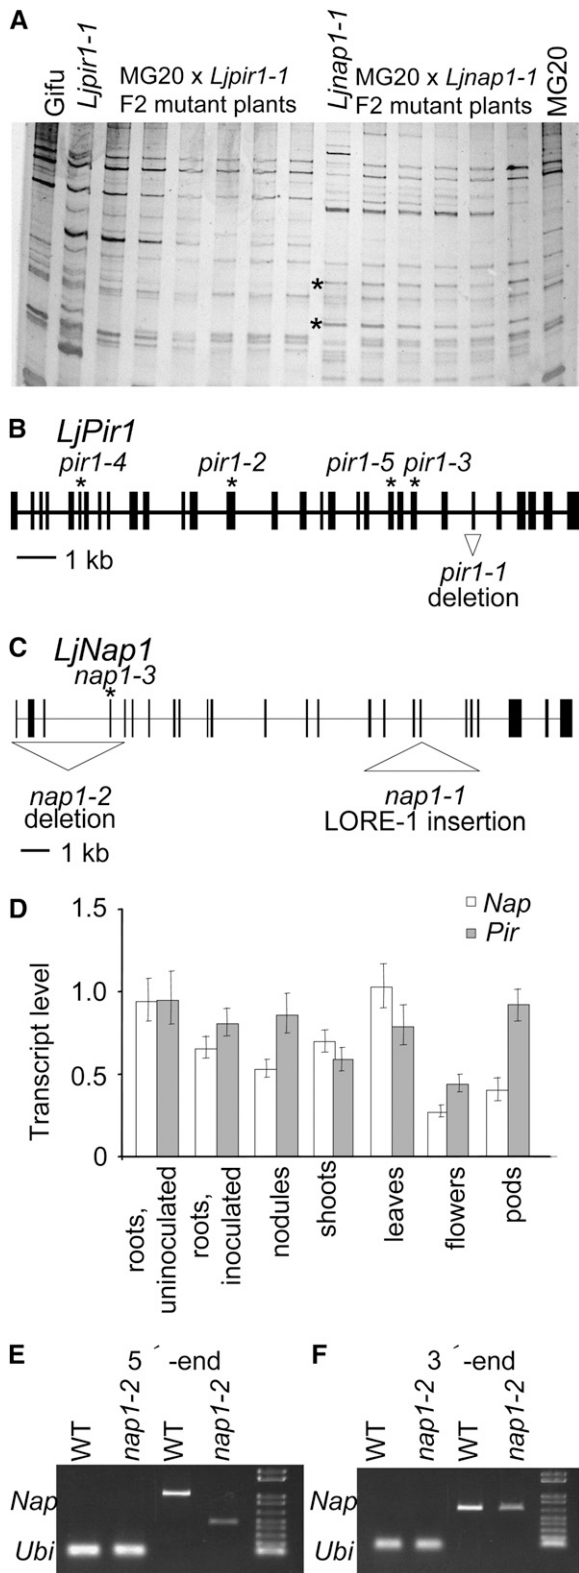 A
Gifu
Ljpir1-1
MG20 x Ljpir1-1
F2 mutant plants
Ljnap1-1
MG20 x Ljnap1-1
F2 mutant plants
MG20
*
*
B
LjPir1
pir1-4
pir1-2
pir1-5
pir1-3
* * * *
1 kb
pir1-1
deletion
C
LjNap1
nap1-3
*
nap1-2
deletion
nap1-1
LORE-1 insertion
1 kb
D
Nap
Pir
Transcript level
1.5
1.0
0.5
0
roots,
uninoculated
roots,
inoculated
nodules
shoots
leaves
flowers
pods
E
5 ´-end
WT
nap1-2
WT
nap1-2
Nap
Ubi
F
3 ´-end
WT
nap1-2
WT
nap1-2
Nap
Ubi